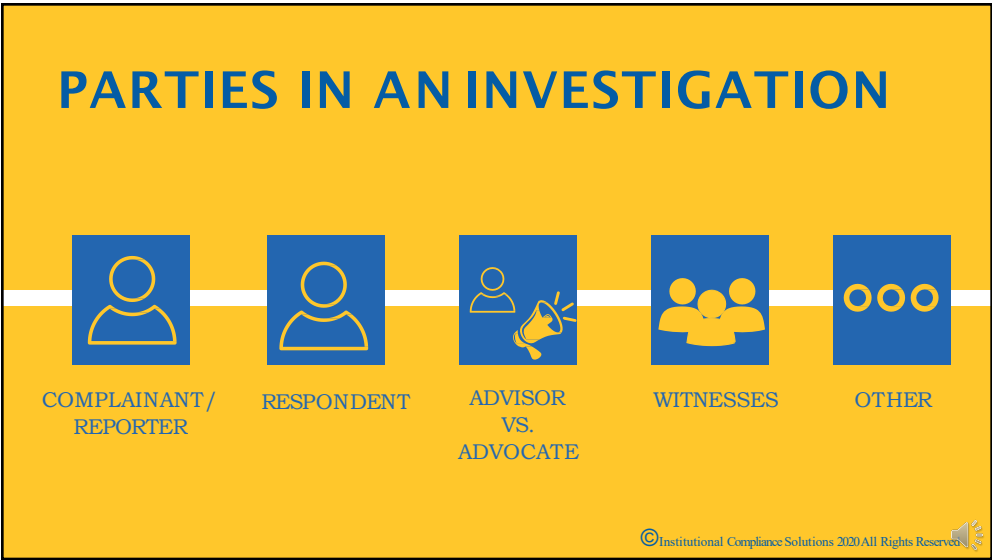 PARTIES IN AN INVESTIGATION
COMPLAINANT/
REPORTER
RESPONDENT
ADVISOR
VS.
ADVOCATE
WITNESSES
OTHER
©Institutional Compliance Solutions 2020 All Rights Reserved